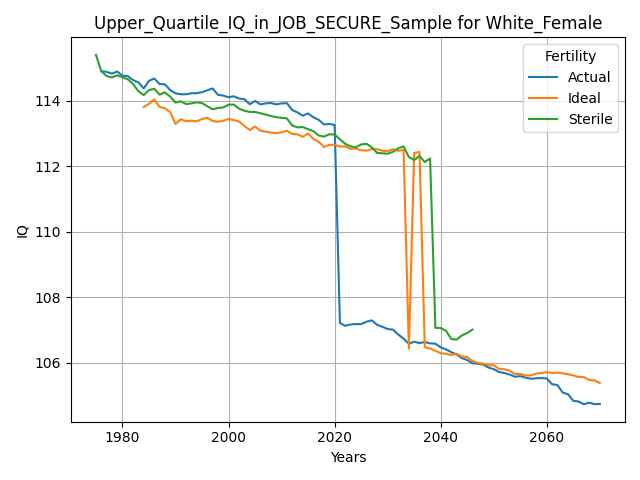 Upper_Quartile_IQ_in_JOB_SECURE_Sample for White_Female
Fertility
Actual
Ideal
Sterile
114
112
110
108
106
IQ
1980
2000
2020
2040
2060
Years